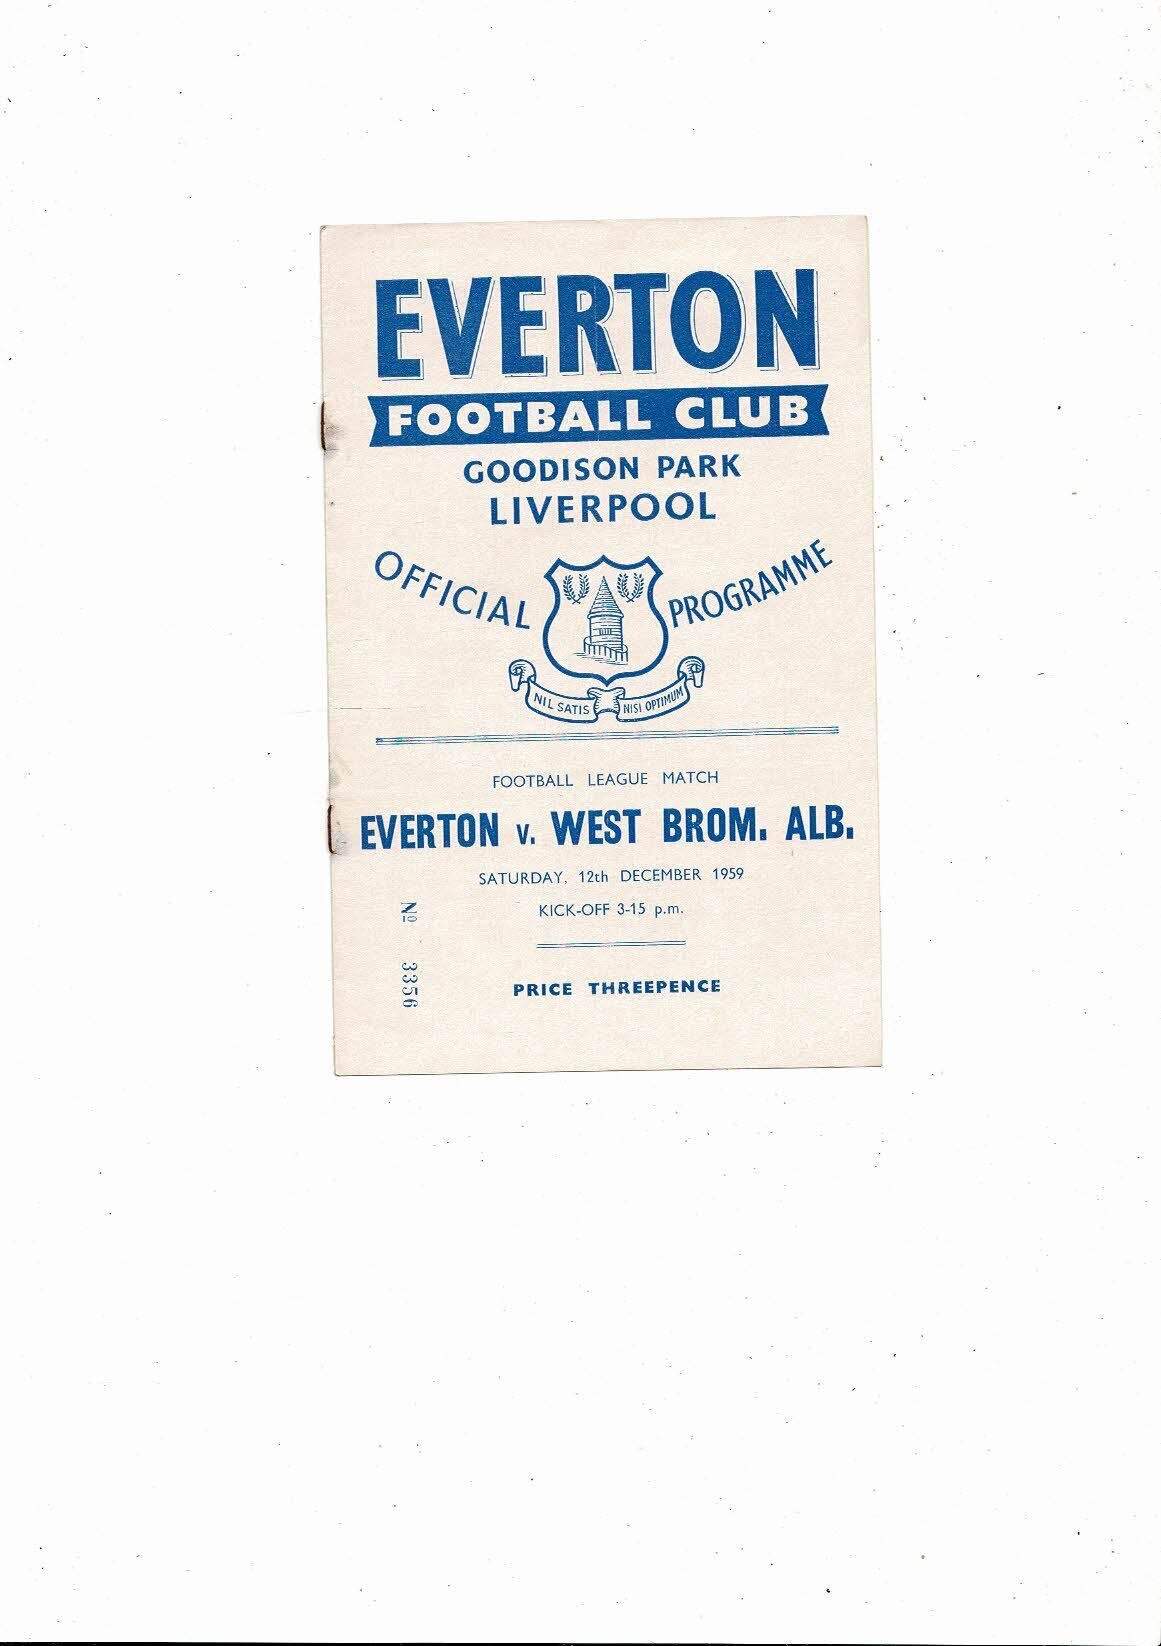 EVERTON
FOOTBALL CLUB
GOODISON PARK
LIVERPOOL
OFFICIAL PROGRAMME
NIL SATIS NISI OPTIMUM
FOOTBALL LEAGUE MATCH
EVERTON v. WEST BROM. ALB.
SATURDAY, 12th DECEMBER 1959
KICK-OFF 3-15 p.m.
No 3356
PRICE THREEPENCE